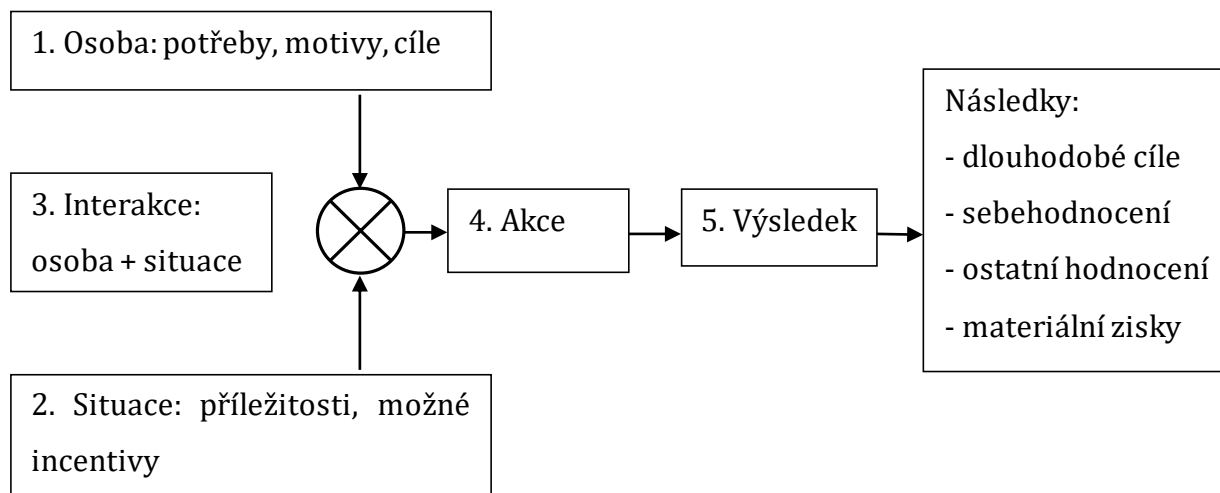 1. Osoba: potřeby, motivy, cíle
3. Interakce:
osoba + situace
2. Situace: příležitosti, možné
incentivy
4. Akce
5. Výsledek
Následky:
- dlouhodobé cíle
- sebehodnocení
- ostatní hodnocení
- materiální zisky